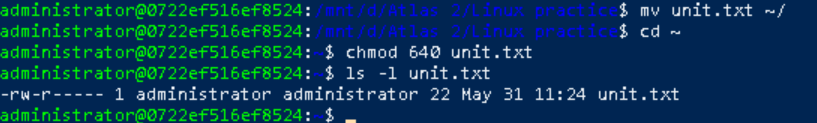 administrator@0722ef516ef8524:/mnt/d/Atlas 2/Linux practice$ mv unit.txt ~/
administrator@0722ef516ef8524:/mnt/d/Atlas 2/Linux practice$ cd ~
administrator@0722ef516ef8524:~$ chmod 640 unit.txt
administrator@0722ef516ef8524:~$ ls -l unit.txt
-rw-r----- 1 administrator administrator 22 May 31 11:24 unit.txt
administrator@0722ef516ef8524:~$